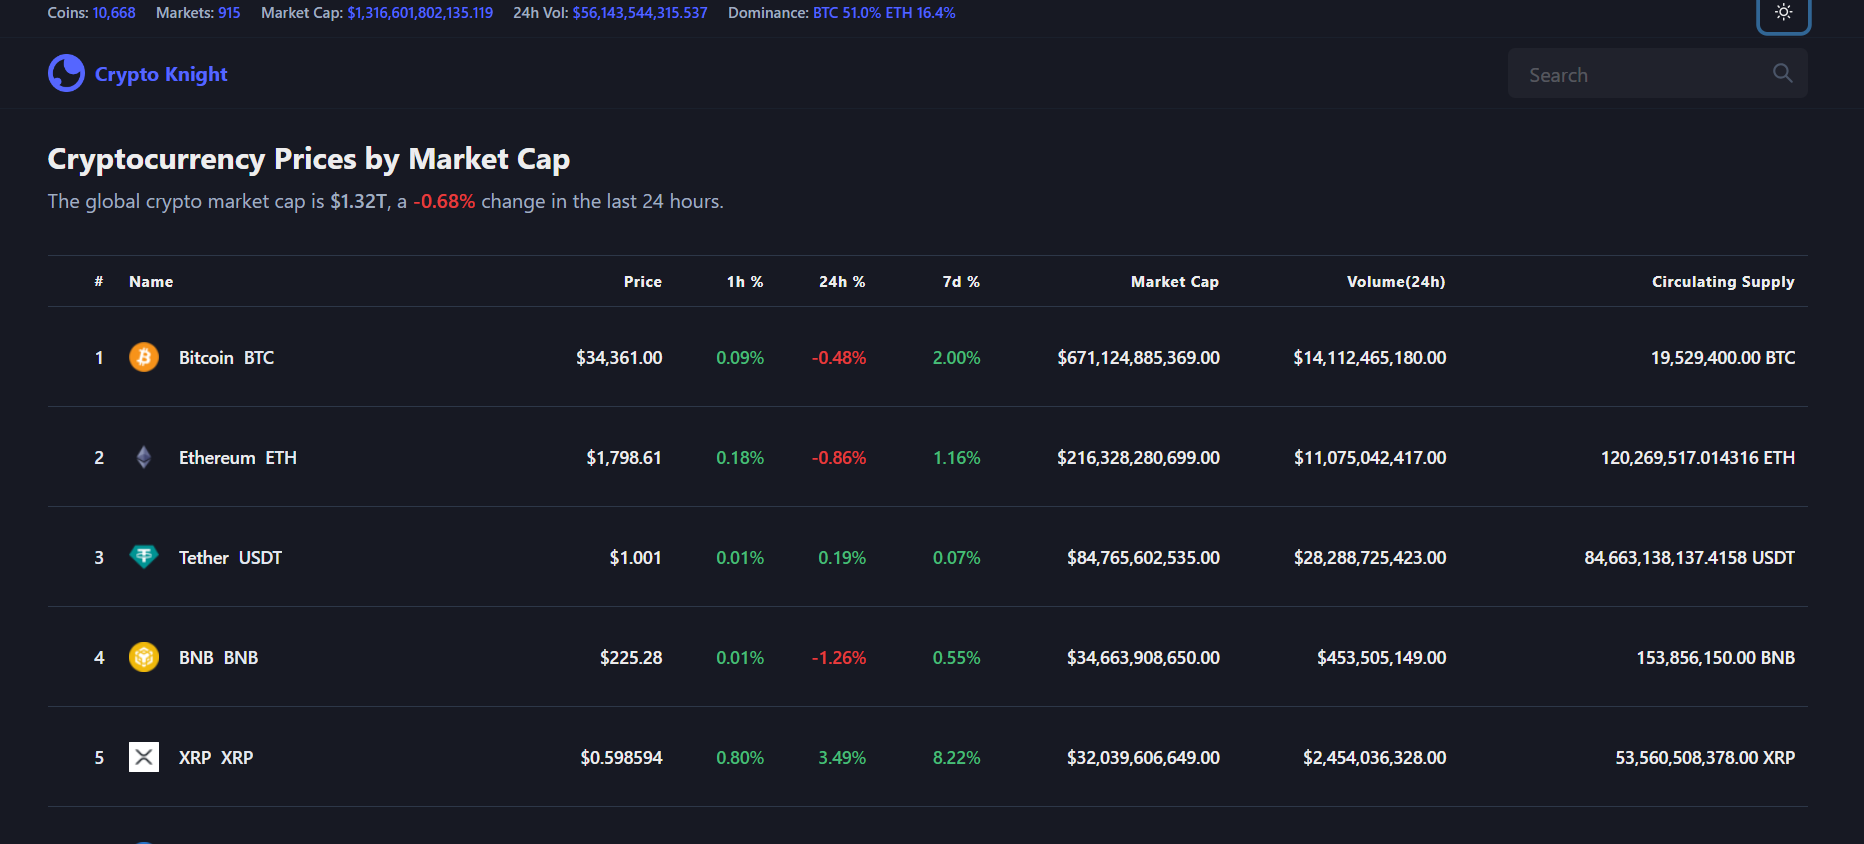 Coins: 10,668 Markets: 915 Market Cap: $1,316,601,802,135.119 24h Vol: $56,143,544,315.537 Dominance: BTC 51.0% ETH 16.4%
Crypto Knight Search
Cryptocurrency Prices by Market Cap
The global crypto market cap is $1.32T, a -0.68% change in the last 24 hours.
# Name Price 1h % 24h % 7d % Market Cap Volume(24h) Circulating Supply
1 Bitcoin BTC $34,361.00 0.09% -0.48% 2.00% $671,124,885,369.00 $14,112,465,180.00 19,529,400.00 BTC
2 Ethereum ETH $1,798.61 0.18% -0.86% 1.16% $216,328,280,699.00 $11,075,042,417.00 120,269,517.014316 ETH
3 Tether USDT $1.001 0.01% 0.19% 0.07% $84,765,602,535.00 $28,288,725,423.00 84,663,138,137.4158 USDT
4 BNB BNB $225.28 0.01% -1.26% 0.55% $34,663,908,650.00 $453,505,149.00 153,856,150.00 BNB
5 XRP XRP $0.598594 0.80% 3.49% 8.22% $32,039,606,649.00 $2,454,036,328.00 53,560,508,378.00 XRP